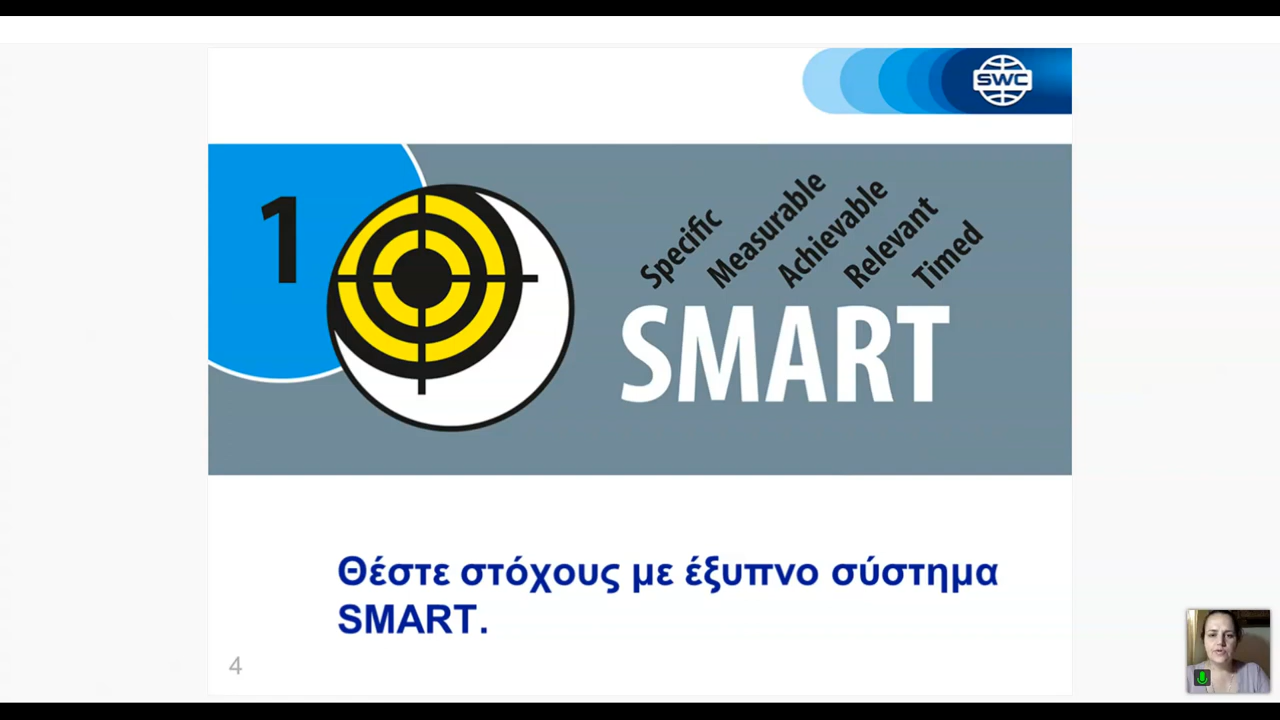 SWC
1
Specific
Measurable
Achievable
Relevant
Timed
SMART
Θέστε στόχους με έξυπνο σύστημα
SMART.
4